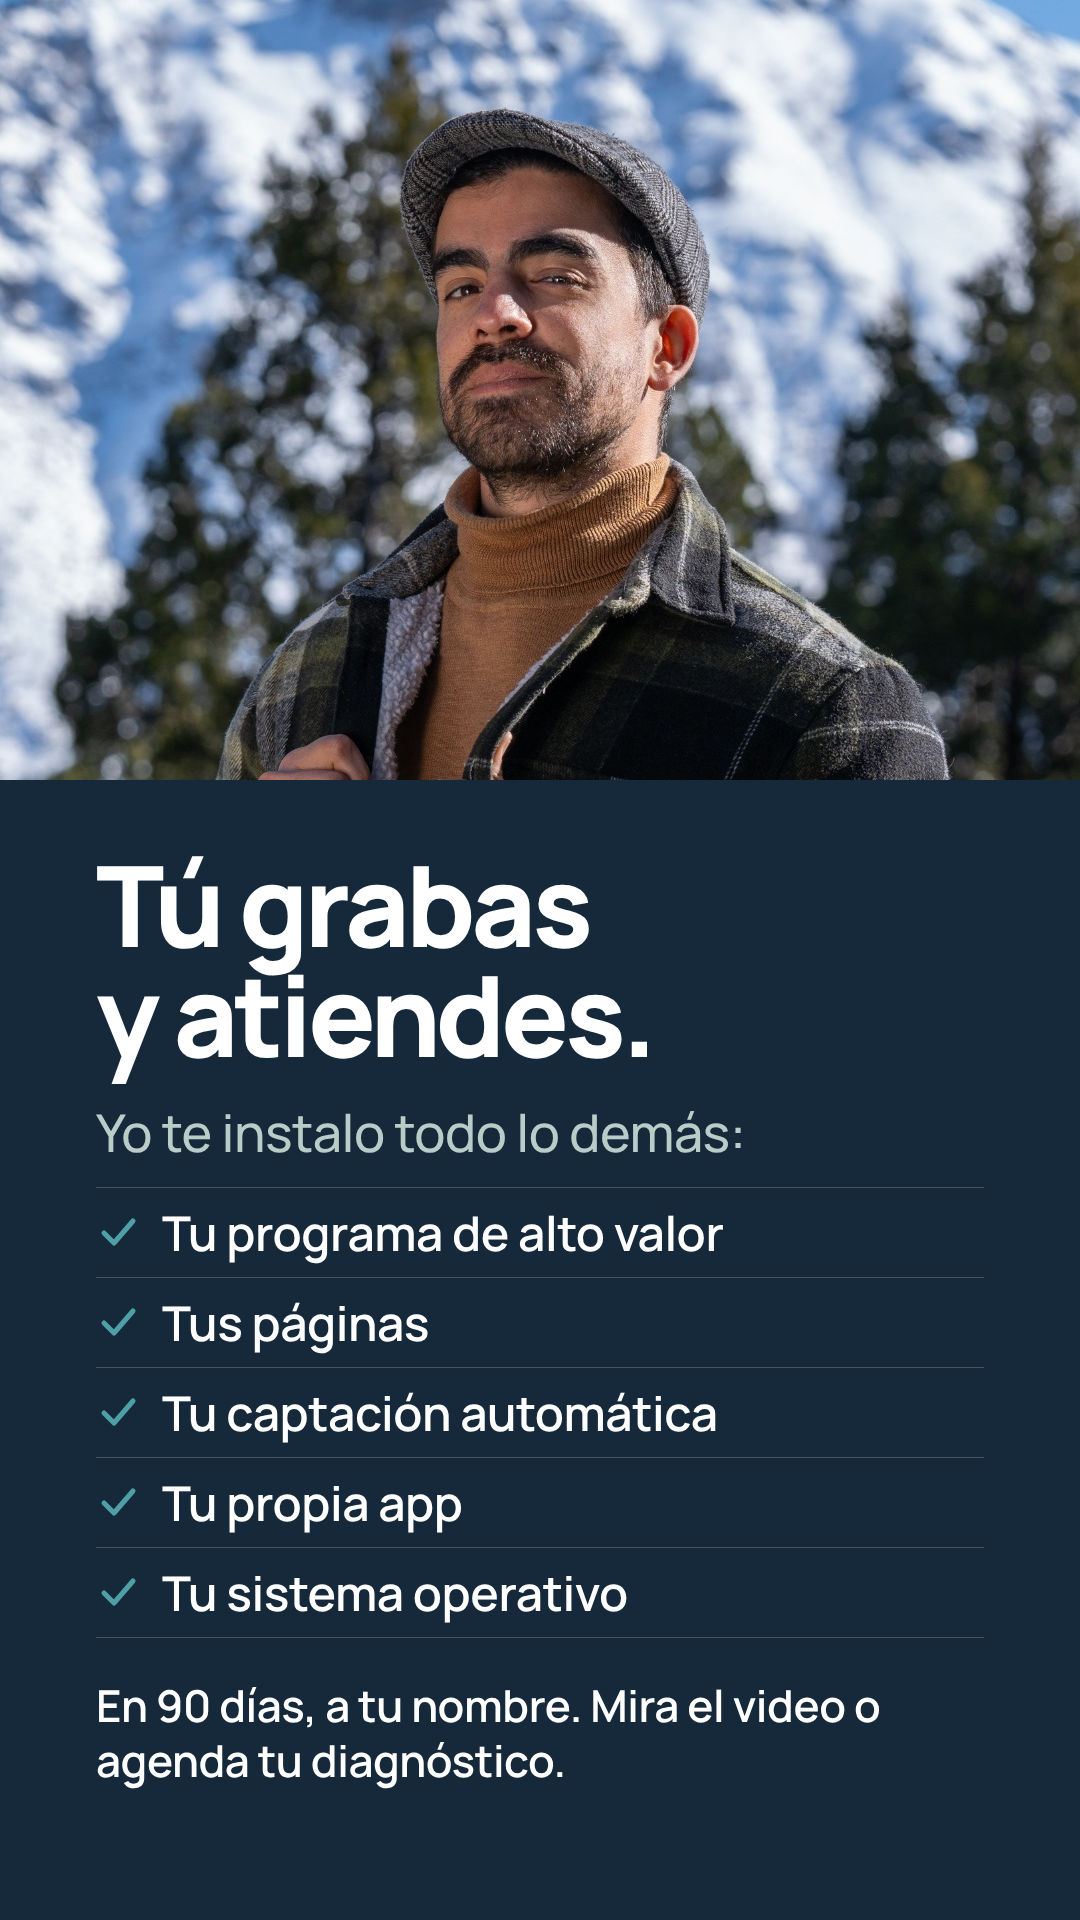 Tú grabas
y atiendes.
Yo te instalo todo lo demás:
Tu programa de alto valor
Tus páginas
Tu captación automática
Tu propia app
Tu sistema operativo
En 90 días, a tu nombre. Mira el video o
agenda tu diagnóstico.